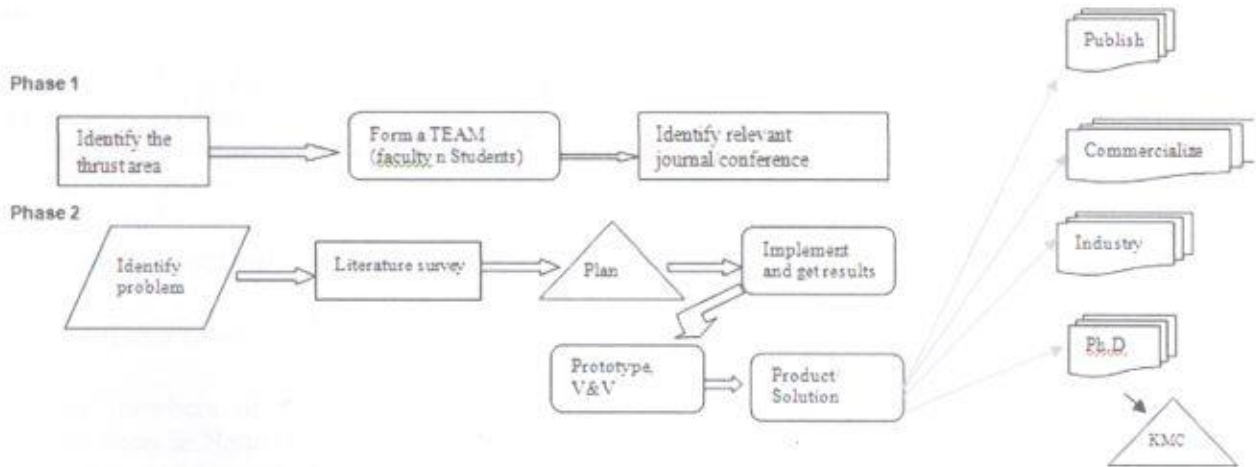 Phase 1
Identify the
thrust area
Form a TEAM
(faculty n Students)
Identify relevant
journal conference
Phase 2
Identify
problem
Literature survey
Plan
Implement
and get results
Prototype,
V&V
Product
Solution
Publish
Commercialize
Industry
Ph.D
KMC